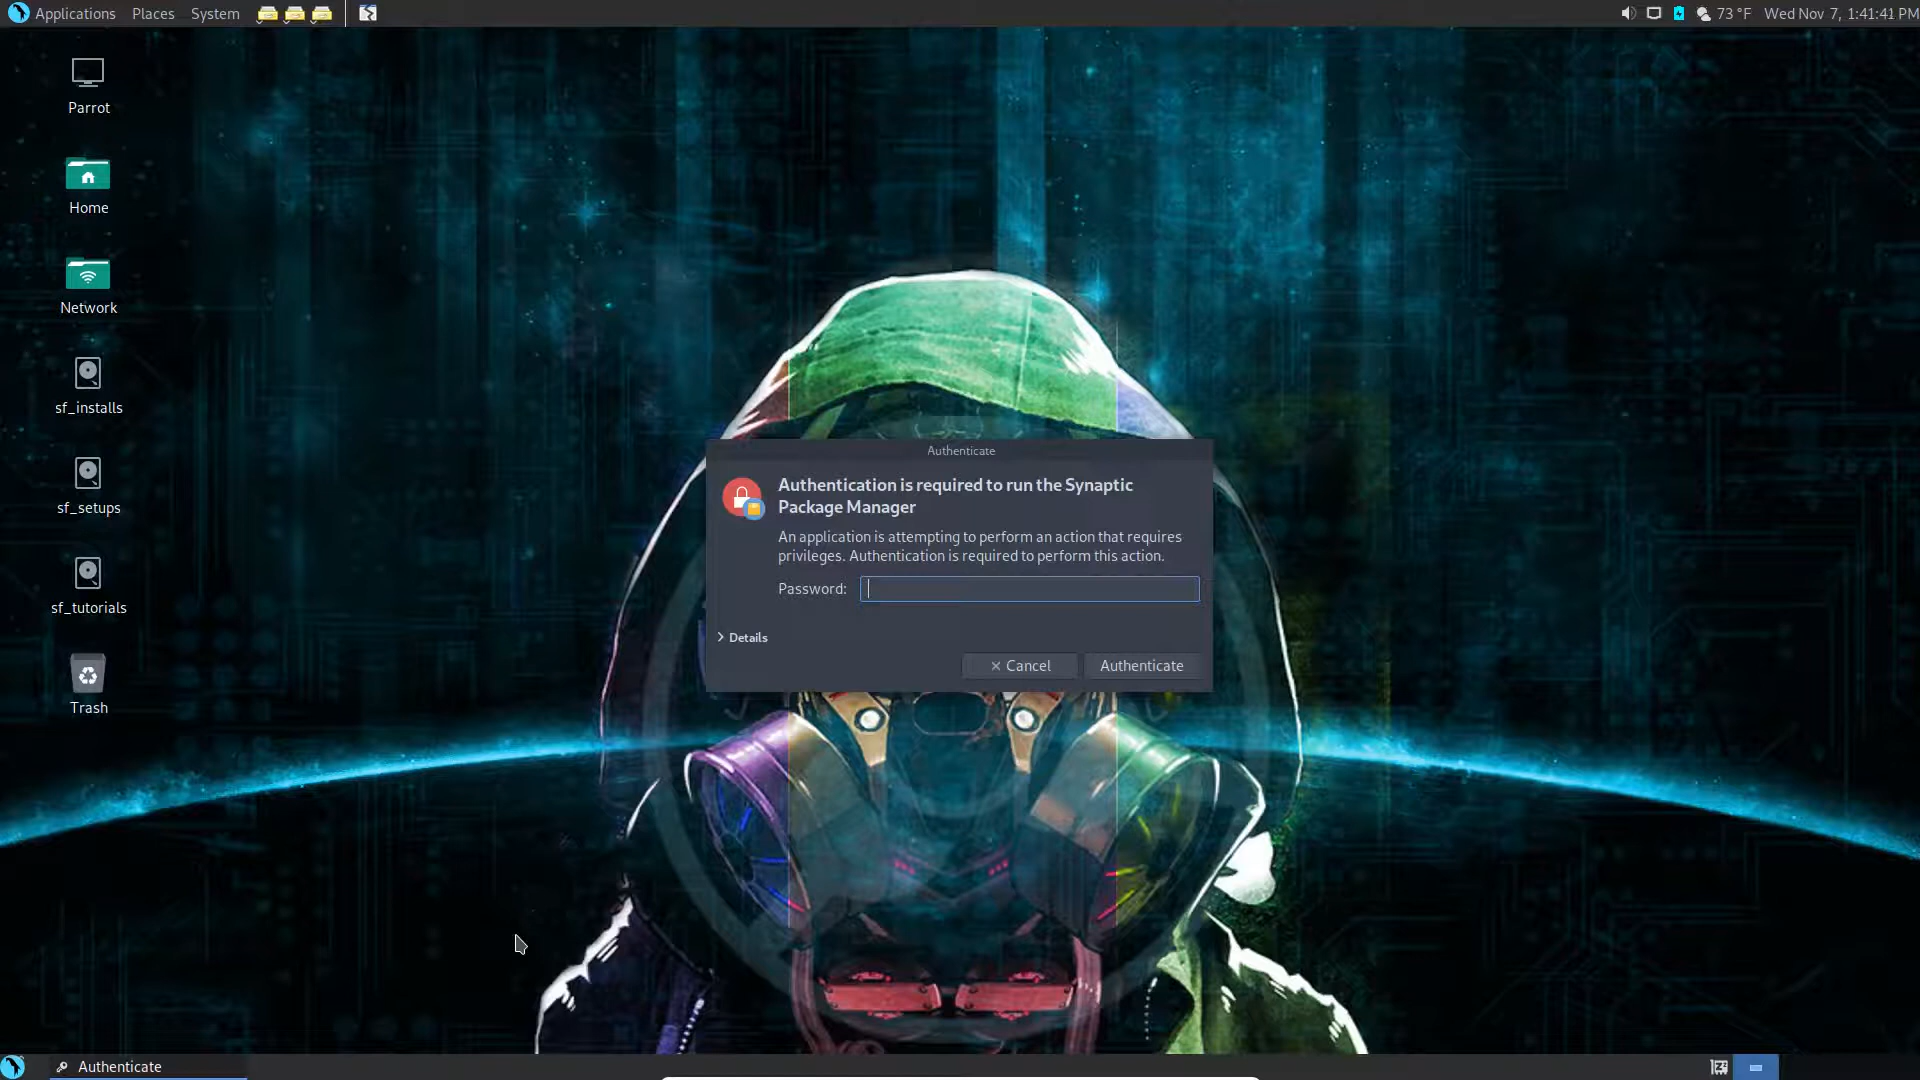 Applications Places System
73 °F Wed Nov 7, 1:41:41 PM
Parrot
Home
Network
sf_installs
sf_setups
sf_tutorials
Trash
Authenticate
Authentication is required to run the Synaptic
Package Manager
An application is attempting to perform an action that requires
privileges. Authentication is required to perform this action.
Password:
Details
Cancel Authenticate
Authenticate